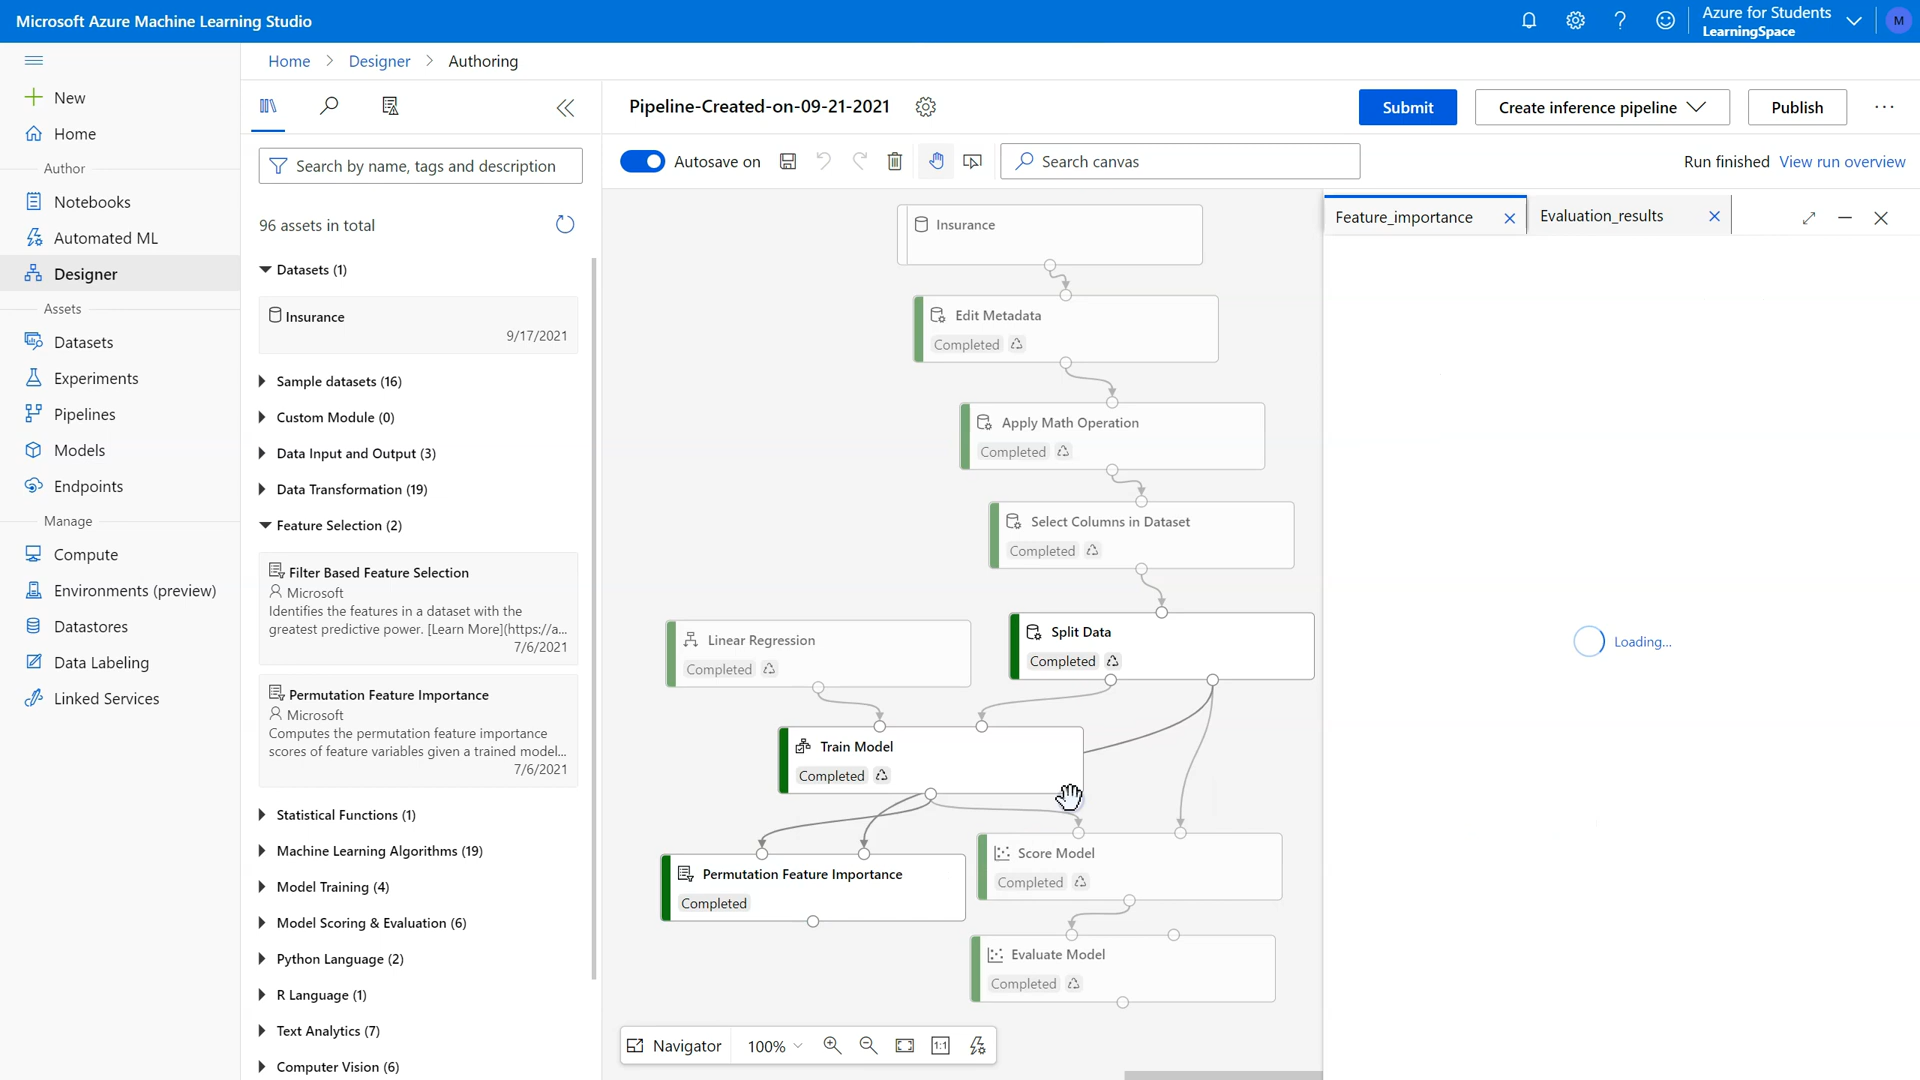 Microsoft Azure Machine Learning Studio
Azure for Students
LearningSpace
M
New
Home
Author
Notebooks
Automated ML
Designer
Assets
Datasets
Experiments
Pipelines
Models
Endpoints
Manage
Compute
Environments (preview)
Datastores
Data Labeling
Linked Services
Home > Designer > Authoring
Search by name, tags and description
96 assets in total
Datasets (1)
Insurance
9/17/2021
Sample datasets (16)
Custom Module (0)
Data Input and Output (3)
Data Transformation (19)
Feature Selection (2)
Filter Based Feature Selection
Microsoft
Identifies the features in a dataset with the
greatest predictive power. [Learn More](https://a...
7/6/2021
Permutation Feature Importance
Microsoft
Computes the permutation feature importance
scores of feature variables given a trained model...
7/6/2021
Statistical Functions (1)
Machine Learning Algorithms (19)
Model Training (4)
Model Scoring & Evaluation (6)
Python Language (2)
R Language (1)
Text Analytics (7)
Computer Vision (6)
Pipeline-Created-on-09-21-2021
Submit
Create inference pipeline
Publish
Autosave on
Search canvas
Run finished View run overview
Insurance
Edit Metadata
Completed
Apply Math Operation
Completed
Select Columns in Dataset
Completed
Split Data
Completed
Linear Regression
Completed
Train Model
Completed
Permutation Feature Importance
Completed
Score Model
Completed
Evaluate Model
Completed
Navigator
100%
1:1
Feature_importance
Evaluation_results
Loading...